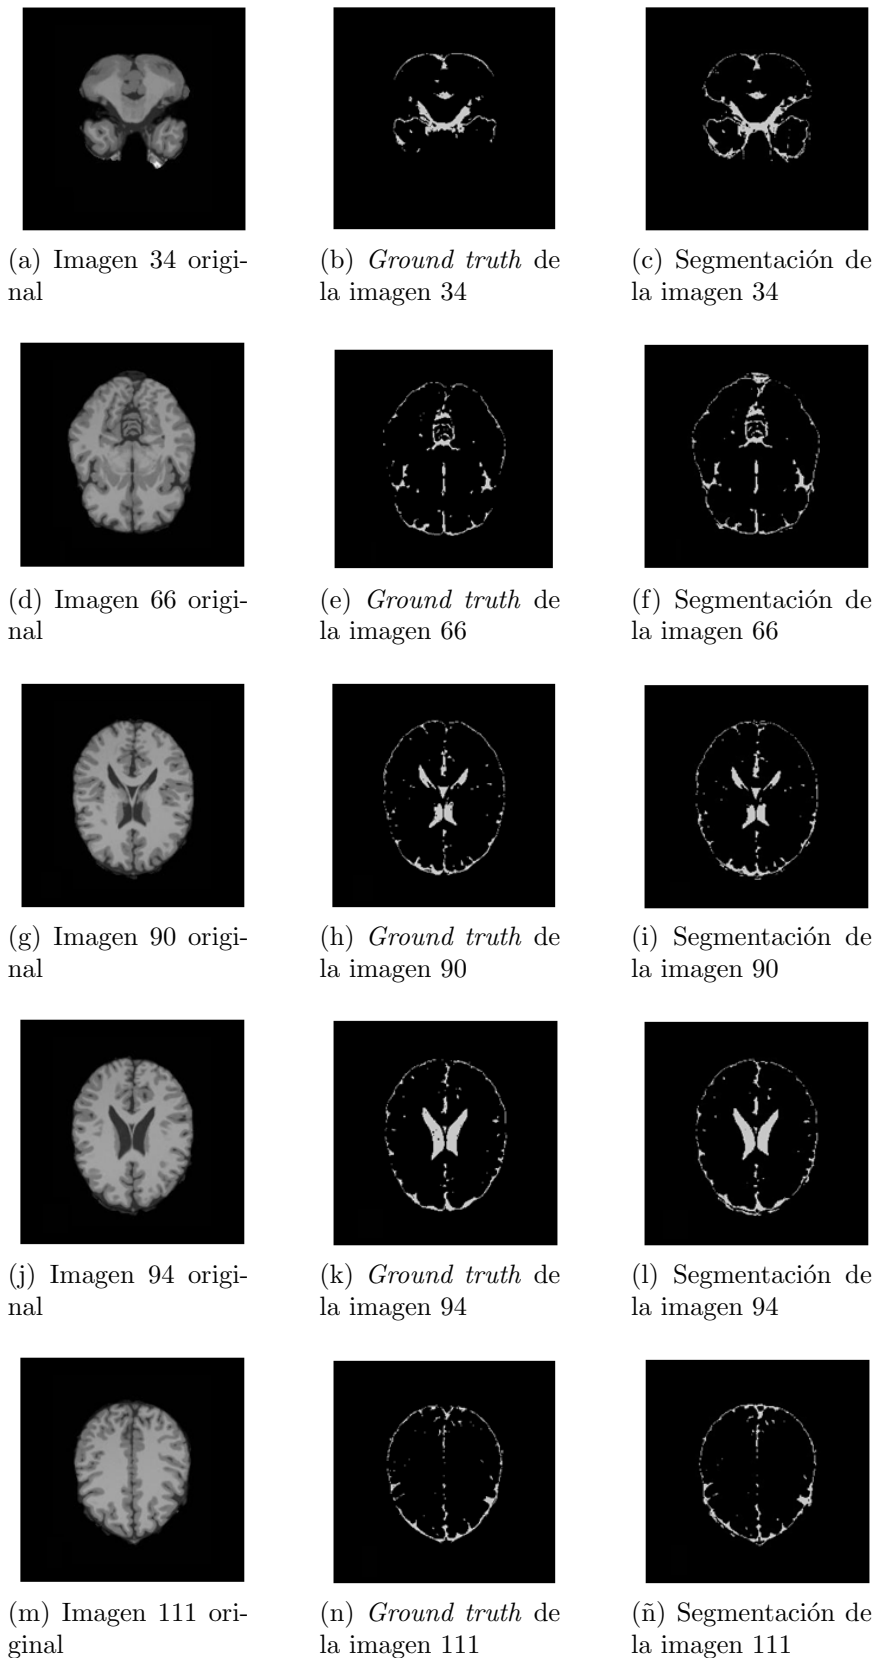 (a) Imagen 34 origi-
nal
(b) Ground truth de
la imagen 34
(c) Segmentación de
la imagen 34
(d) Imagen 66 origi-
nal
(e) Ground truth de
la imagen 66
(f) Segmentación de
la imagen 66
(g) Imagen 90 origi-
nal
(h) Ground truth de
la imagen 90
(i) Segmentación de
la imagen 90
(j) Imagen 94 origi-
nal
(k) Ground truth de
la imagen 94
(l) Segmentación de
la imagen 94
(m) Imagen 111 ori-
ginal
(n) Ground truth de
la imagen 111
(ñ) Segmentación de
la imagen 111